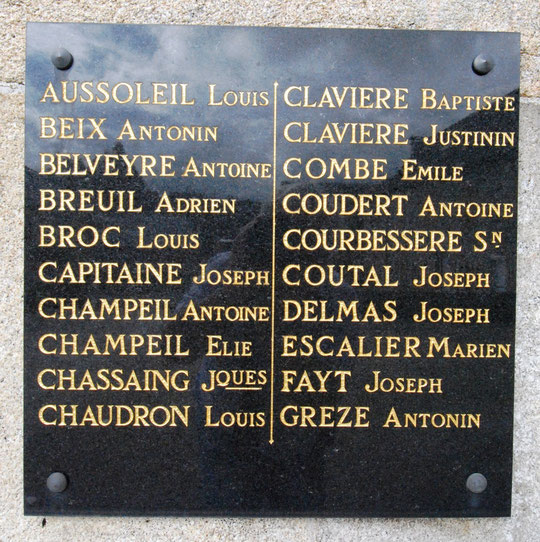 AUSSOLEIL LOUIS
BEIX ANTONIN
BELVEYRE ANTOINE
BREUIL ADRIEN
BROC LOUIS
CAPITAINE JOSEPH
CHAMPEIL ANTOINE
CHAMPEIL ELIE
CHASSAING JQUES
CHAUDRON LOUIS
CLAVIERE BAPTISTE
CLAVIERE JUSTININ
COMBE EMILE
COUDERT ANTOINE
COURBESSERE SN
COUTAL JOSEPH
DELMAS JOSEPH
ESCALIER MARIEN
FAYT JOSEPH
GREZE ANTONIN